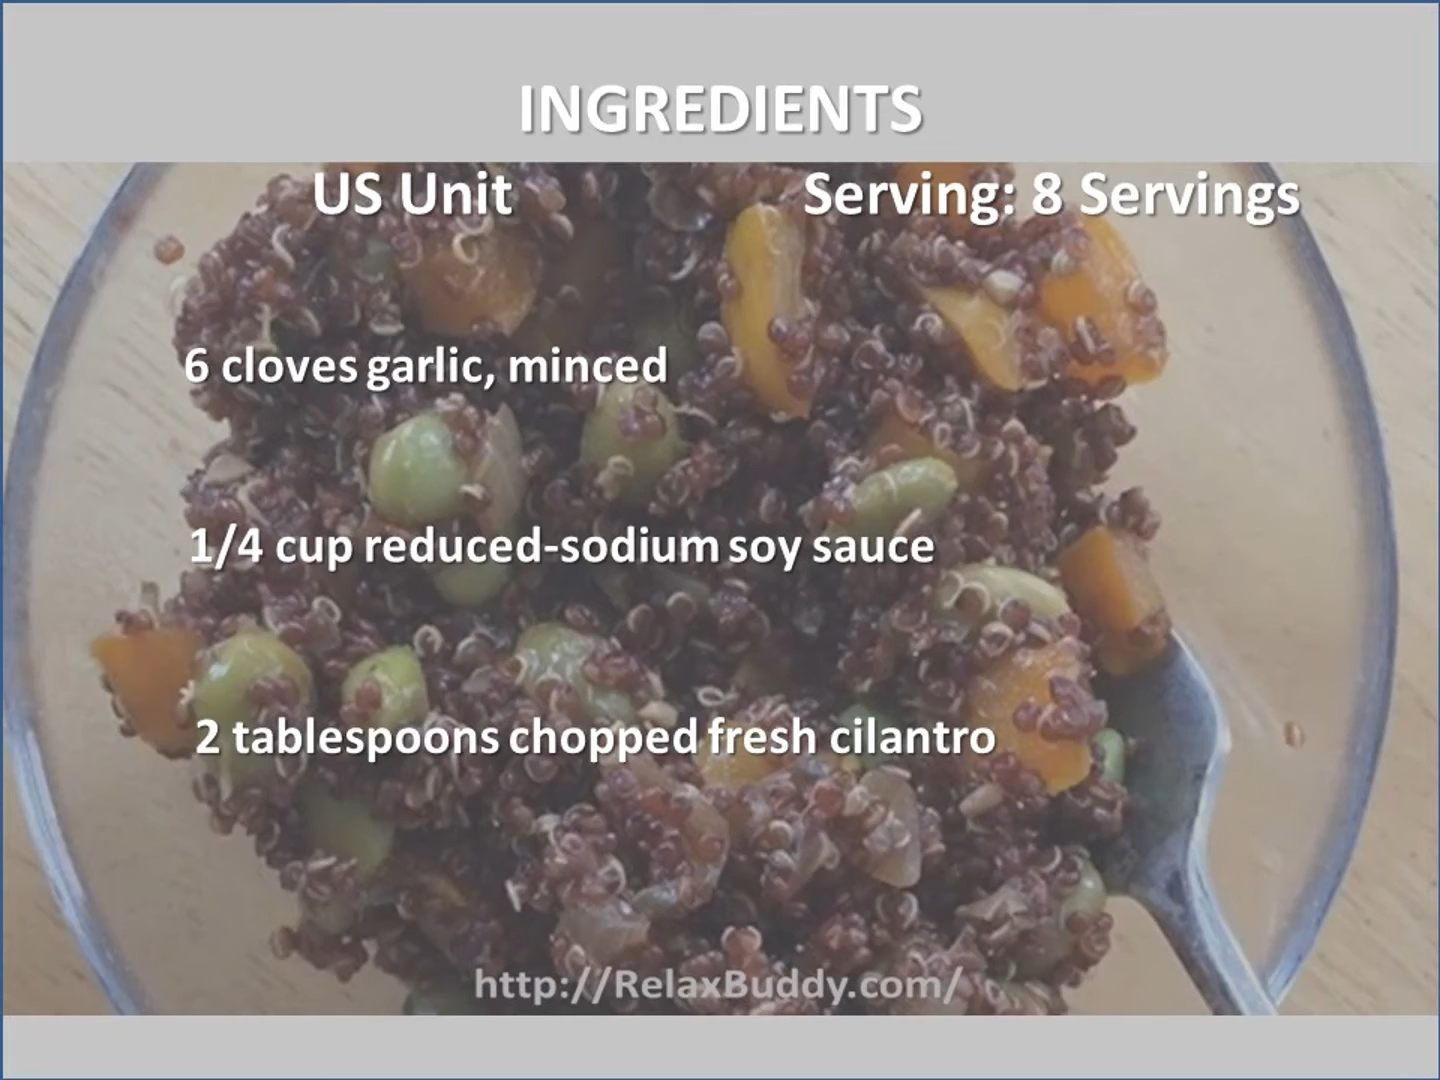 INGREDIENTS
US Unit
Serving: 8 Servings
6 cloves garlic, minced
1/4 cup reduced-sodium soy sauce
2 tablespoons chopped fresh cilantro
http://RelaxBuddy.com/